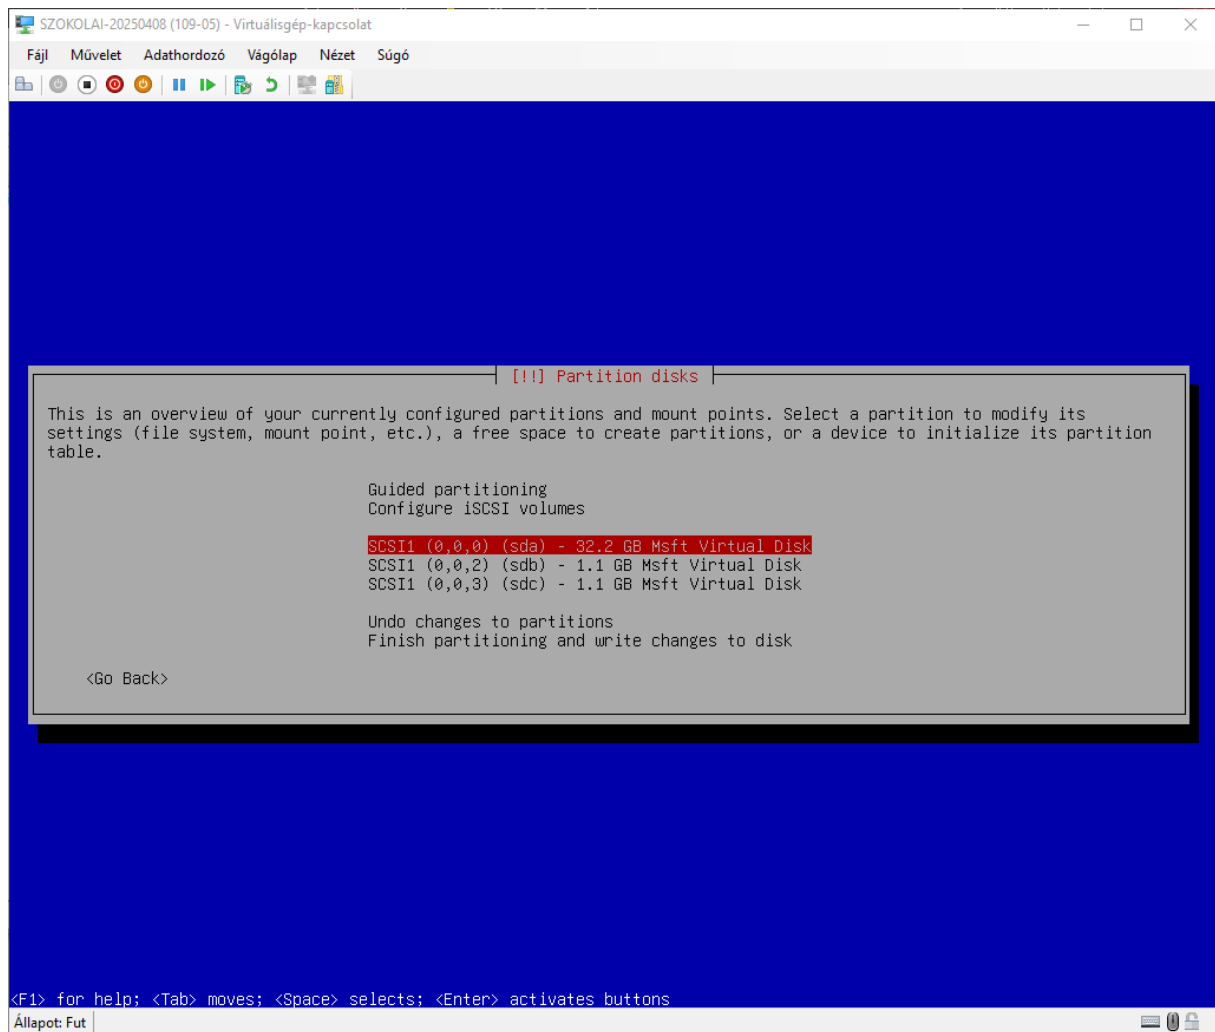 SZOKOLAI-20250408 (109-05) - Virtuálisgép-kapcsolat
Fájl Művelet Adathordozó Vágólap Nézet Súgó
[!!] Partition disks
This is an overview of your currently configured partitions and mount points. Select a partition to modify its
settings (file system, mount point, etc.), a free space to create partitions, or a device to initialize its partition
table.
Guided partitioning
Configure iSCSI volumes
SCSI1 (0,0,0) (sda) - 32.2 GB Msft Virtual Disk
SCSI1 (0,0,2) (sdb) - 1.1 GB Msft Virtual Disk
SCSI1 (0,0,3) (sdc) - 1.1 GB Msft Virtual Disk
Undo changes to partitions
Finish partitioning and write changes to disk
<Go Back>
<F1> for help; <Tab> moves; <Space> selects; <Enter> activates buttons
Állapot: Fut